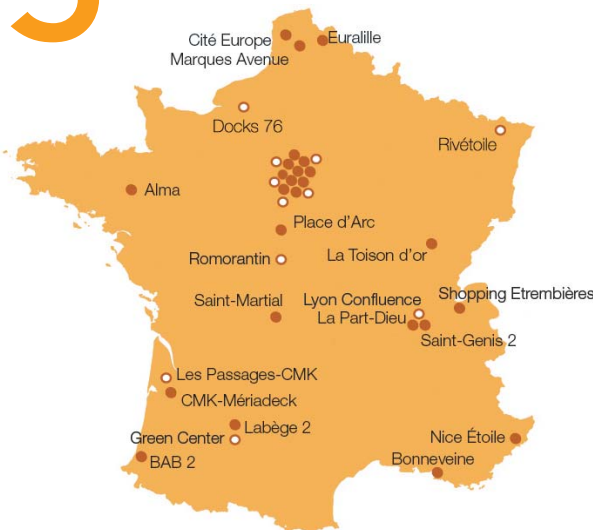 Cité Europe
Euralille
Marques Avenue
Docks 76
Rivétoile
Alma
Place d'Arc
La Toison d'or
Romorantin
Shopping Etrembières
Saint-Martial
Lyon Confluence
La Part-Dieu
Saint-Genis 2
Les Passages-CMK
CMK-Mériadeck
Labège 2
Green Center
Nice Étoile
BAB 2
Bonneveine